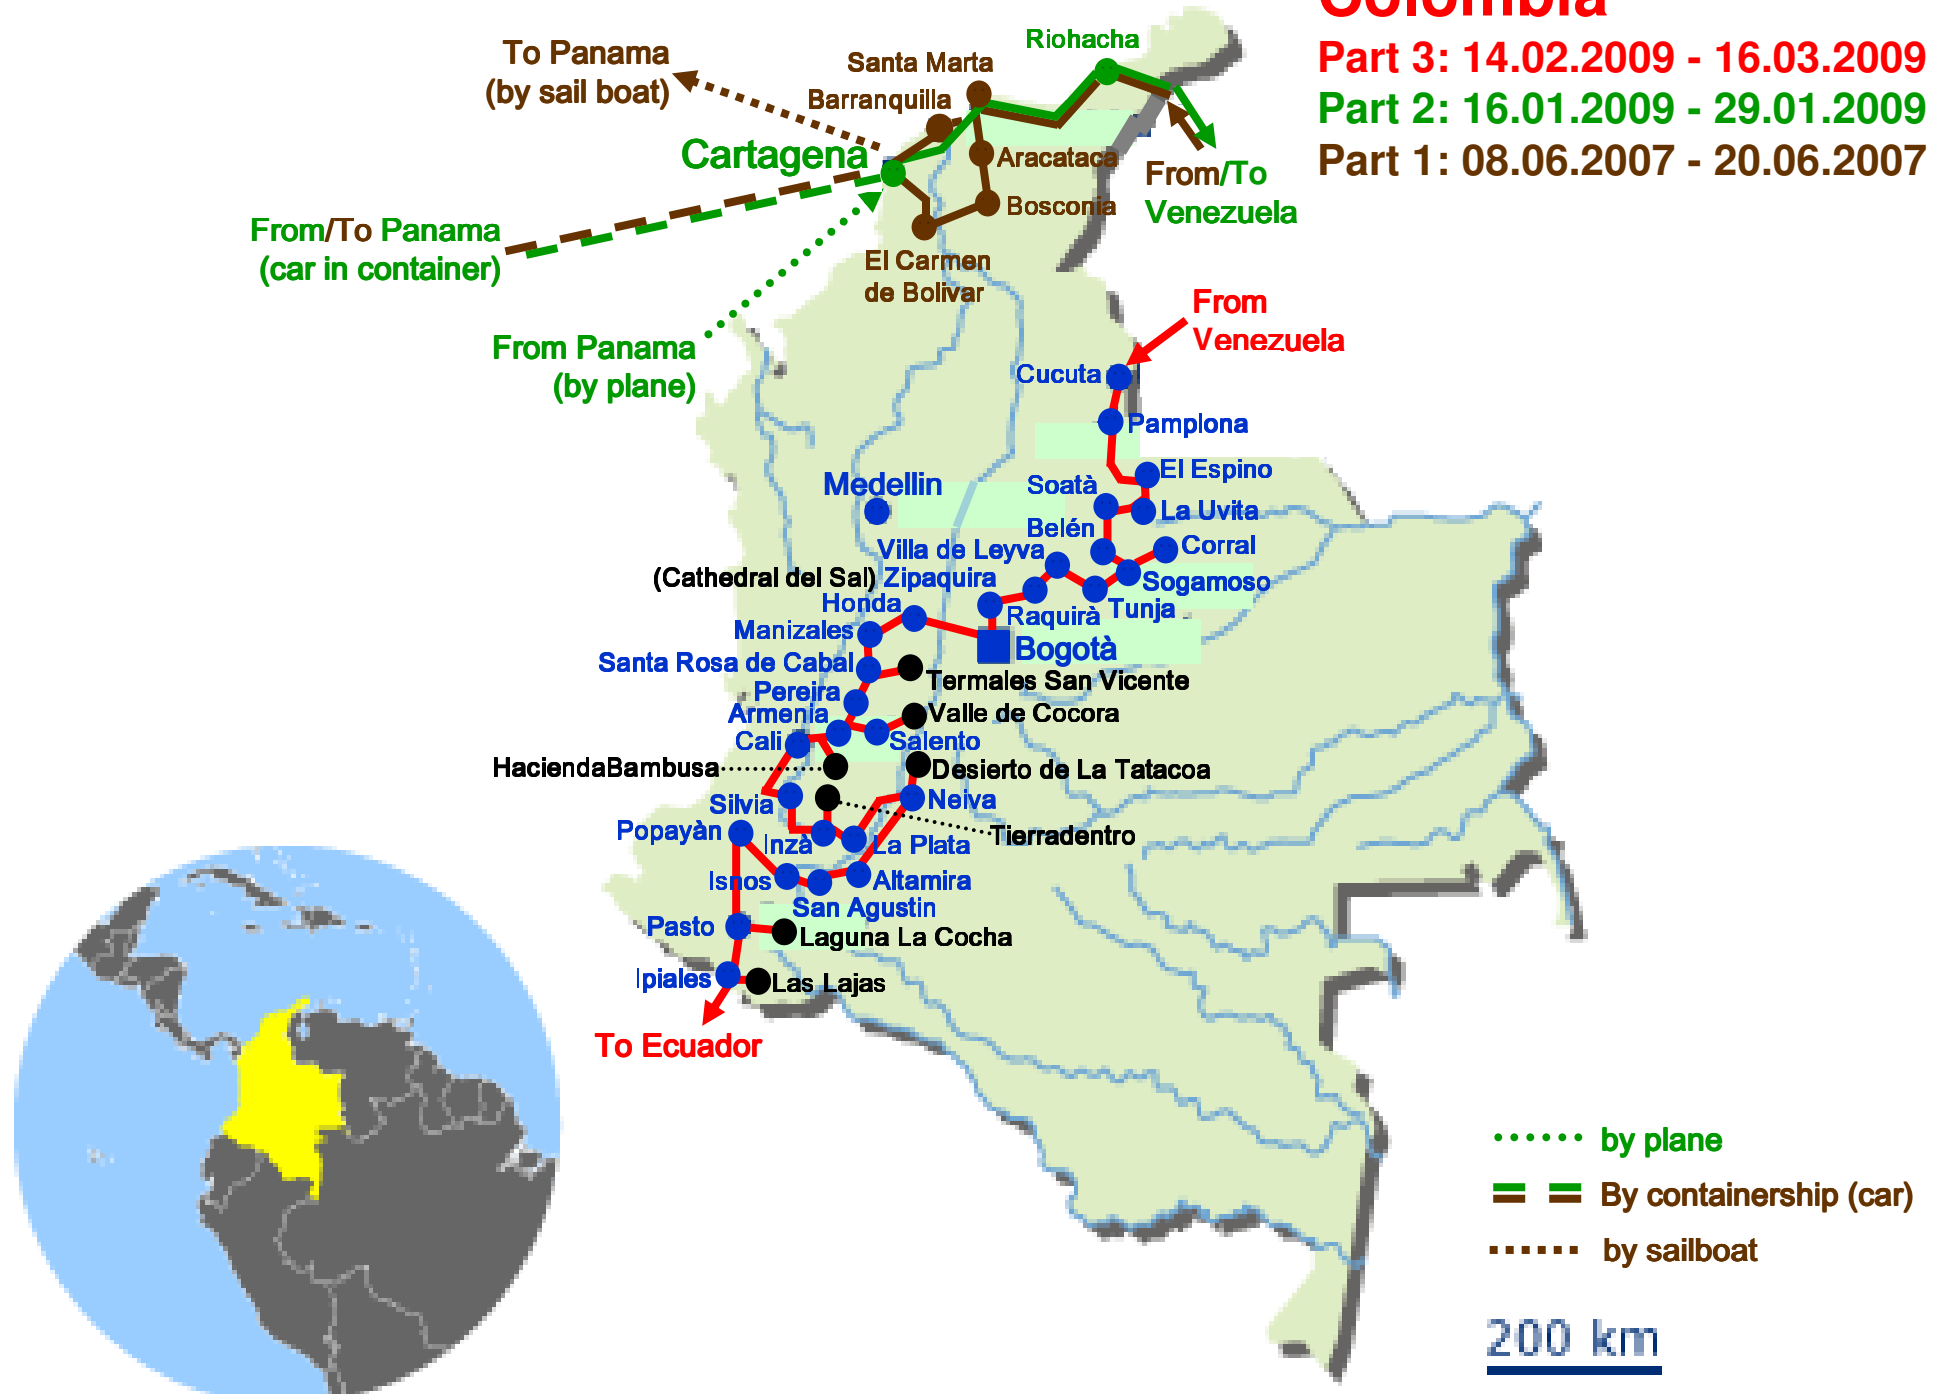 Colombia
Part 3: 14.02.2009 - 16.03.2009
Part 2: 16.01.2009 - 29.01.2009
Part 1: 08.06.2007 - 20.06.2007
To Panama
(by sail boat)
Riohacha
Santa Marta
Barranquilla
Cartagena
Aracataca
Bosconia
From/To
Venezuela
From/To Panama
(car in container)
El Carmen
de Bolivar
From Panama
(by plane)
From
Venezuela
Cucuta
Pamplona
El Espino
Medellin
Soatà
La Uvita
Belén
Corral
Villa de Leyva
(Cathedral del Sal) Zipaquira
Sogamoso
Honda
Raquirà
Tunja
Manizales
Bogotà
Santa Rosa de Cabal
Termales San Vicente
Pereira
Armenia
Valle de Cocora
Cali
Salento
HaciendaBambusa
Desierto de La Tatacoa
Silvia
Neiva
Popayàn
Inzà
La Plata
Tierradentro
Isnos
Altamira
San Agustin
Pasto
Laguna La Cocha
Ipiales
Las Lajas
To Ecuador
by plane
By containership (car)
by sailboat
200 km